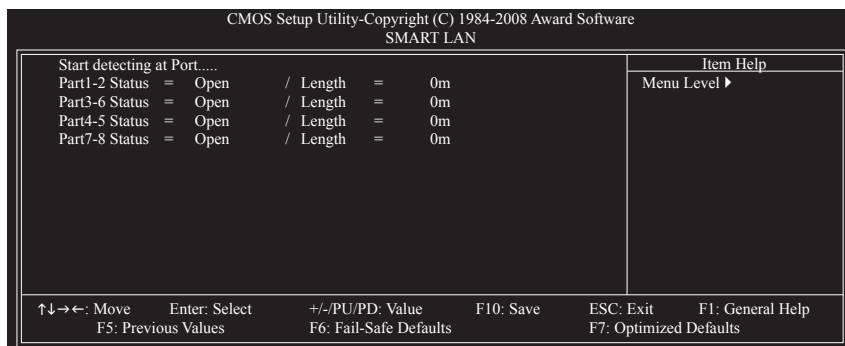 CMOS Setup Utility-Copyright (C) 1984-2008 Award Software
SMART LAN
Start detecting at Port.....
Part1-2 Status = Open / Length = 0m
Part3-6 Status = Open / Length = 0m
Part4-5 Status = Open / Length = 0m
Part7-8 Status = Open / Length = 0m
Item Help
Menu Level ▶
↑↓→←: Move Enter: Select +/-/PU/PD: Value F10: Save ESC: Exit F1: General Help
F5: Previous Values F6: Fail-Safe Defaults F7: Optimized Defaults